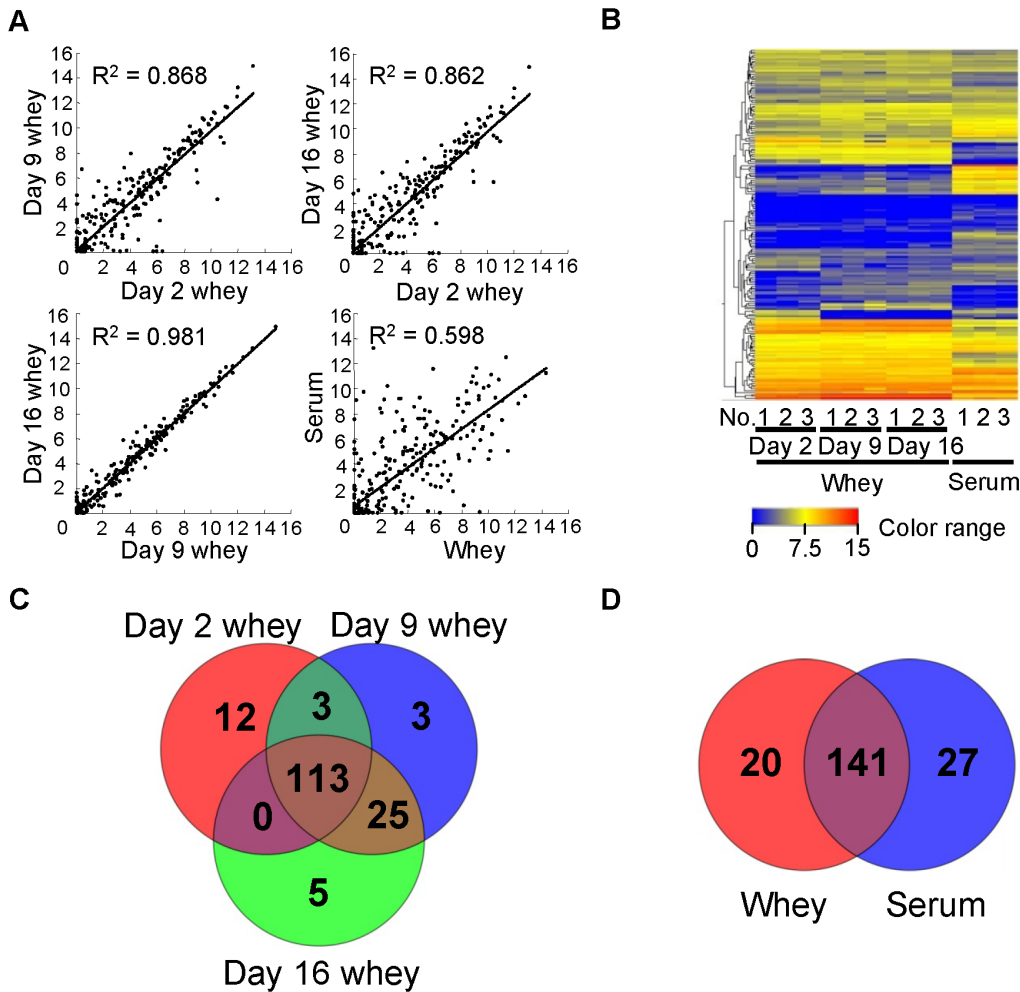 A
B
16
14
12
10
8
6
4
2
R² = 0.868
Day 9 whey
0 2 4 6 8 10 12 14 16
Day 2 whey
16
14
12
10
8
6
4
2
R² = 0.862
Day 16 whey
0 2 4 6 8 10 12 14 16
Day 2 whey
16
14
12
10
8
6
4
2
R² = 0.981
Day 16 whey
0 2 4 6 8 10 12 14 16
Day 9 whey
16
14
12
10
8
6
4
2
R² = 0.598
Serum
0 2 4 6 8 10 12 14 16
Whey
No. 1 2 3 1 2 3 1 2 3 1 2 3
Day 2 Day 9 Day 16
Whey Serum
0 7.5 15
Color range
C
Day 2 whey Day 9 whey
12 3 3
113
0 25
5
Day 16 whey
D
20 141 27
Whey Serum